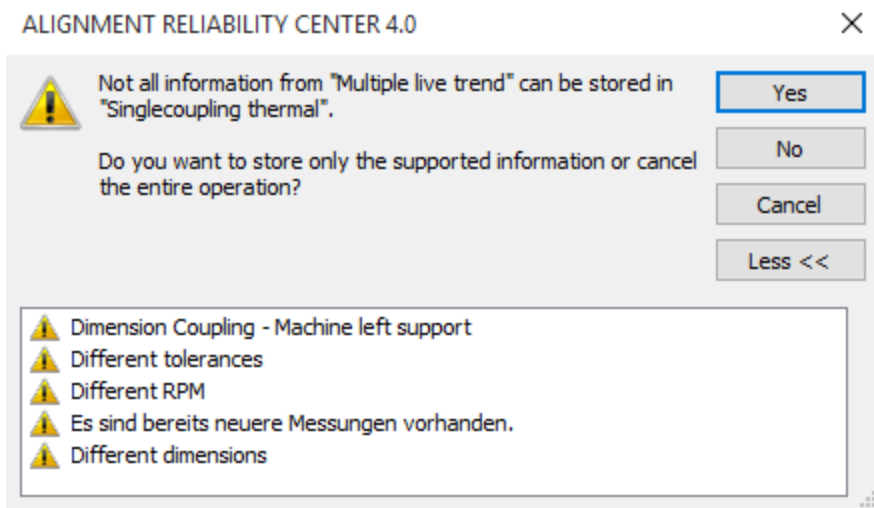 ALIGNMENT RELIABILITY CENTER 4.0
Not all information from "Multiple live trend" can be stored in
"Singlecoupling thermal".
Do you want to store only the supported information or cancel
the entire operation?
Yes
No
Cancel
Less <<
Dimension Coupling - Machine left support
Different tolerances
Different RPM
Es sind bereits neuere Messungen vorhanden.
Different dimensions